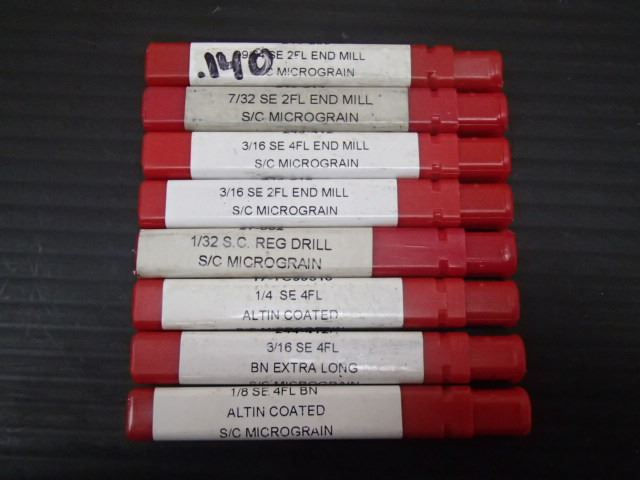 .140 SE 2FL END MILL
S/C MICROGRAIN
7/32 SE 2FL END MILL
S/C MICROGRAIN
3/16 SE 4FL END MILL
S/C MICROGRAIN
3/16 SE 2FL END MILL
S/C MICROGRAIN
1/32 S.C. REG DRILL
S/C MICROGRAIN
1/4 SE 4FL
ALTIN COATED
3/16 SE 4FL
BN EXTRA LONG
S/C MICROGRAIN
1/8 SE 4FL BN
ALTIN COATED
S/C MICROGRAIN